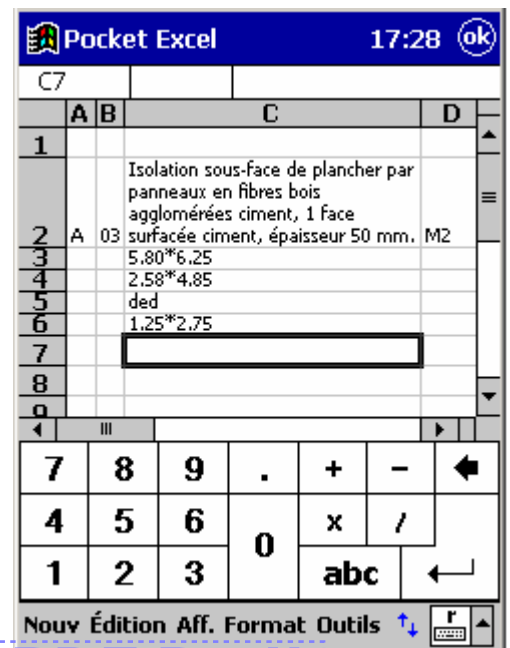 Pocket Excel 17:28 ok
C7
A B C D
1
Isolation sous-face de plancher par
panneaux en fibres bois
agglomérées ciment, 1 face
2 A 03 surfacée ciment, épaisseur 50 mm. M2
3 5.80*6.25
4 2.58*4.85
5 ded
6 1.25*2.75
7
8
9
7 8 9 . + -
4 5 6 0 x /
1 2 3 abc
Nouv Édition Aff. Format Outils r